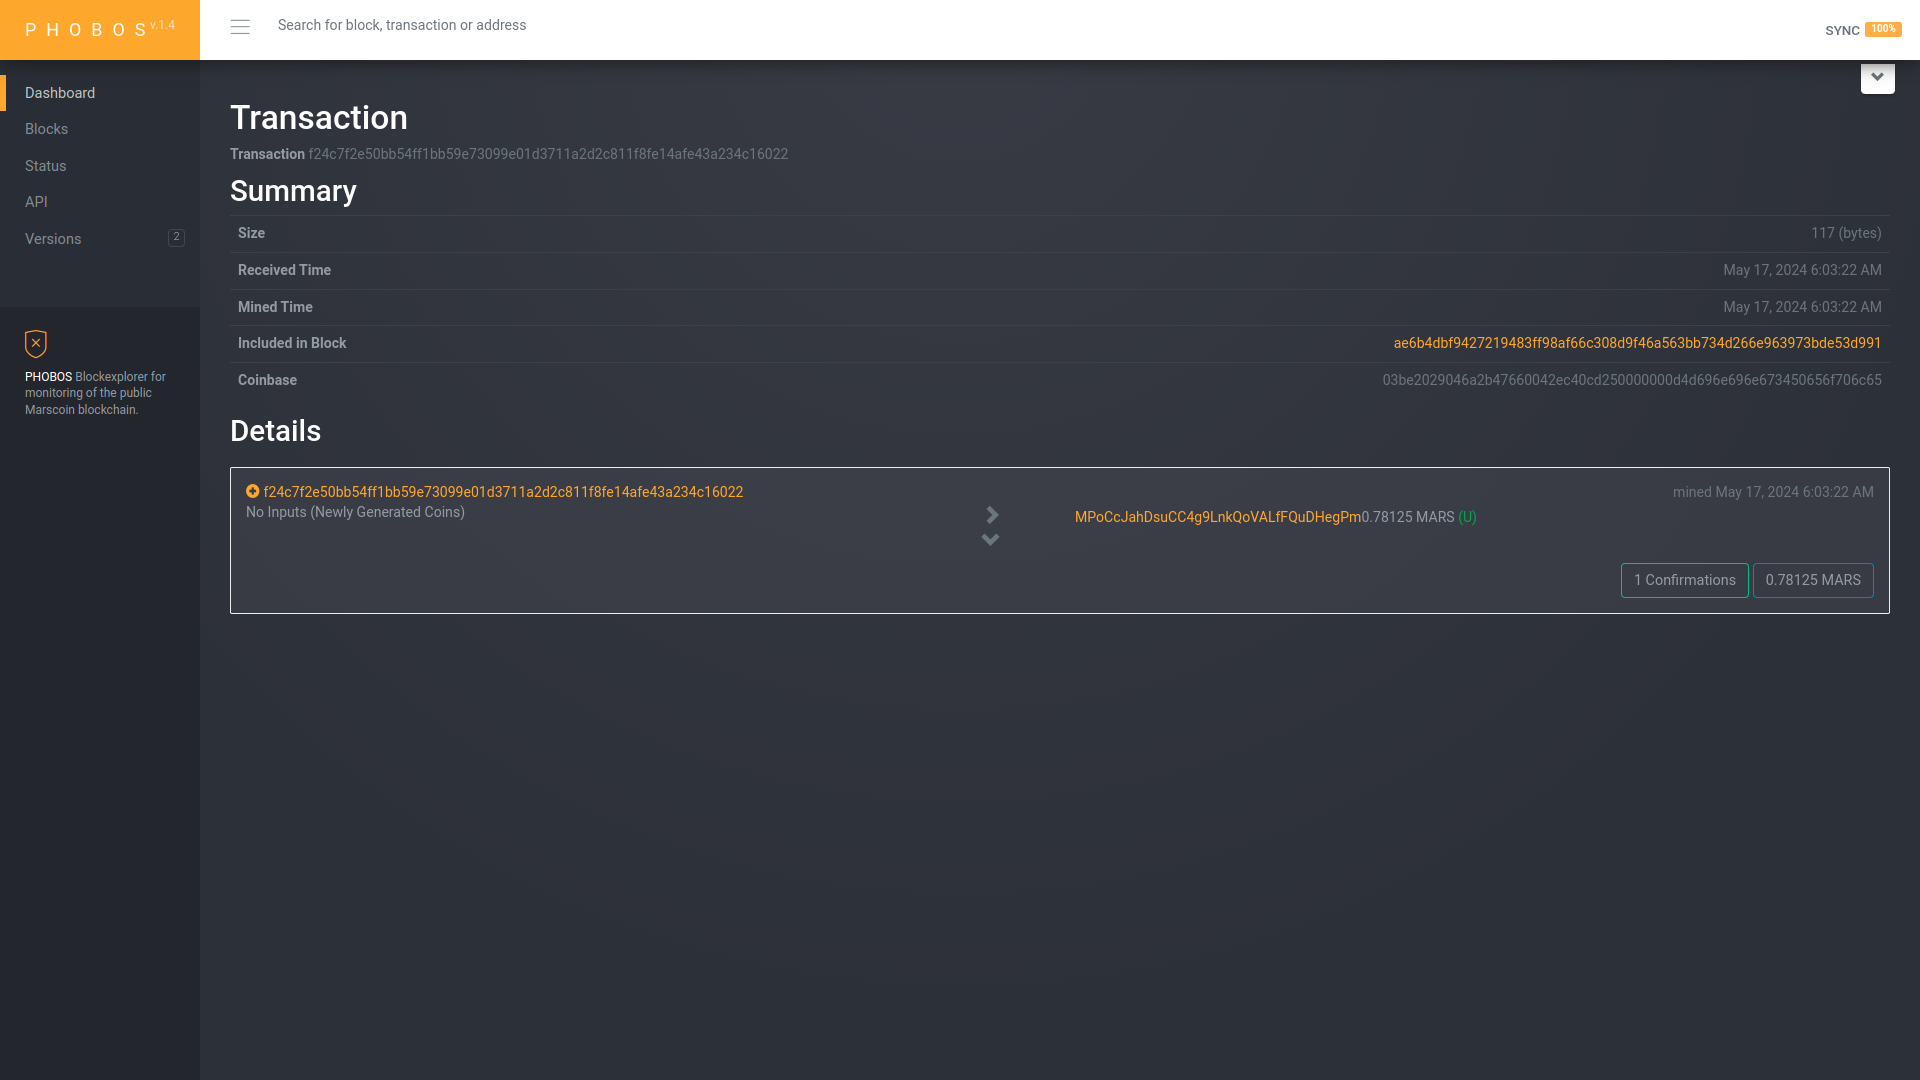 PHOBOS v.1.4
Search for block, transaction or address
SYNC 100%
Dashboard
Blocks
Status
API
Versions 2
PHOBOS Blockexplorer for
monitoring of the public
Marscoin blockchain.
Transaction
Transaction f24c7f2e50bb54ff1bb59e73099e01d3711a2d2c811f8fe14afe43a234c16022
Summary
Size 117 (bytes)
Received Time May 17, 2024 6:03:22 AM
Mined Time May 17, 2024 6:03:22 AM
Included in Block ae6b4dbf9427219483ff98af66c308d9f46a563bb734d266e963973bde53d991
Coinbase 03be2029046a2b47660042ec40cd250000000d4d696e696e673450656f706c65
Details
f24c7f2e50bb54ff1bb59e73099e01d3711a2d2c811f8fe14afe43a234c16022 mined May 17, 2024 6:03:22 AM
No Inputs (Newly Generated Coins)
MPoCcJahDsuCC4g9LnkQoVALfFQuDHegPm0.78125 MARS (U)
1 Confirmations 0.78125 MARS